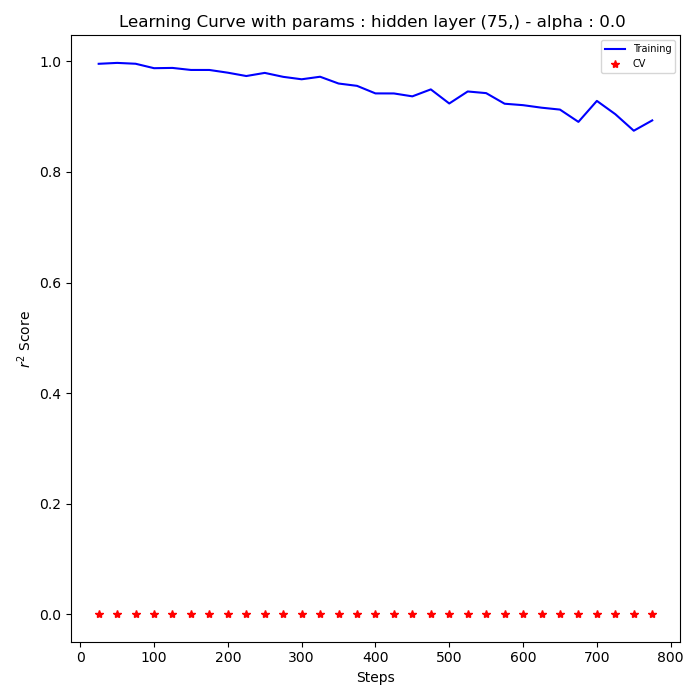 Learning Curve with params : hidden layer (75,) - alpha : 0.0
Training
CV
1.0
0.8
0.6
0.4
0.2
0.0
r² Score
0 100 200 300 400 500 600 700 800
Steps